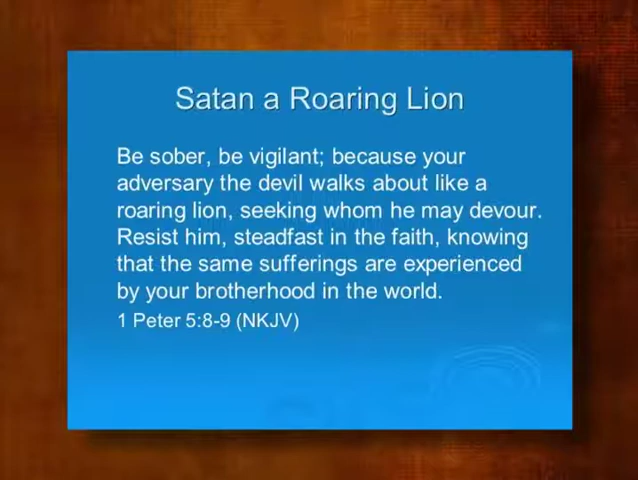 Satan a Roaring Lion
Be sober, be vigilant; because your
adversary the devil walks about like a
roaring lion, seeking whom he may devour.
Resist him, steadfast in the faith, knowing
that the same sufferings are experienced
by your brotherhood in the world.
1 Peter 5:8-9 (NKJV)